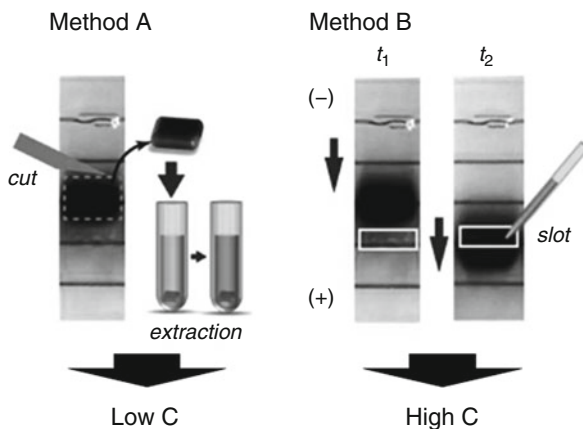 Method A
cut
extraction
Low C
Method B
t1 t2
(−)
slot
(+)
High C